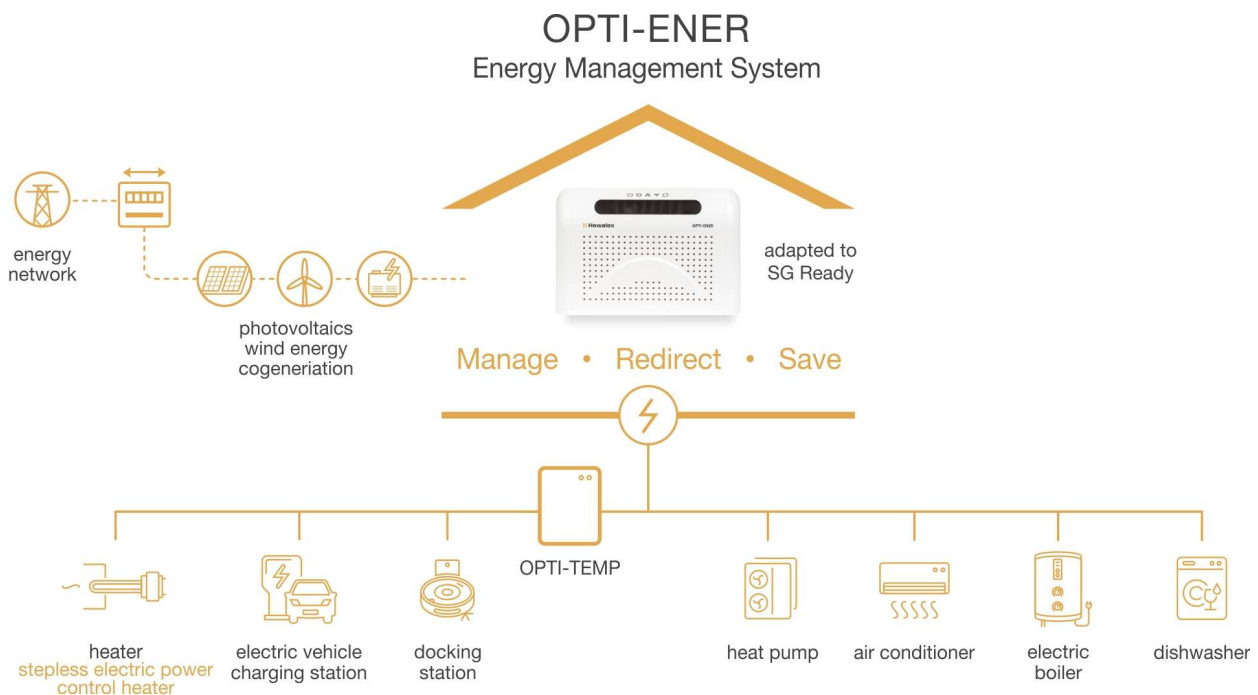 OPTI-ENER
Energy Management System
energy
network
photovoltaics
wind energy
cogeneriation
Hewalex
OPTI-ENER
adapted to
SG Ready
Manage • Redirect • Save
OPTI-TEMP
heater
stepless electric power
control heater
electric vehicle
charging station
docking
station
heat pump
air conditioner
electric
boiler
dishwasher